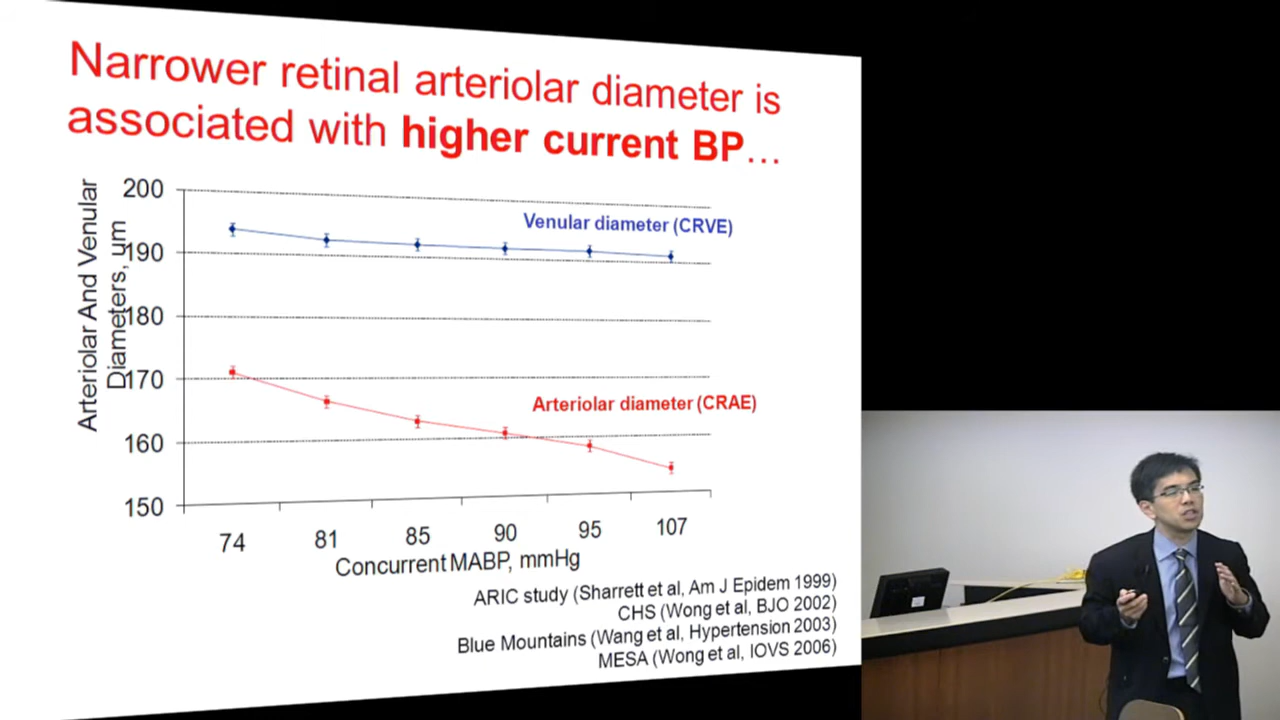 Narrower retinal arteriolar diameter is
associated with higher current BP...
Arteriolar And Venular
Diameters, um
200
190
180
170
160
150
Venular diameter (CRVE)
Arteriolar diameter (CRAE)
74 81 85 90 95 107
Concurrent MABP, mmHg
ARIC study (Sharrett et al, Am J Epidem 1999)
CHS (Wong et al, BJO 2002)
Blue Mountains (Wang et al, Hypertension 2003)
MESA (Wong et al, IOVS 2006)